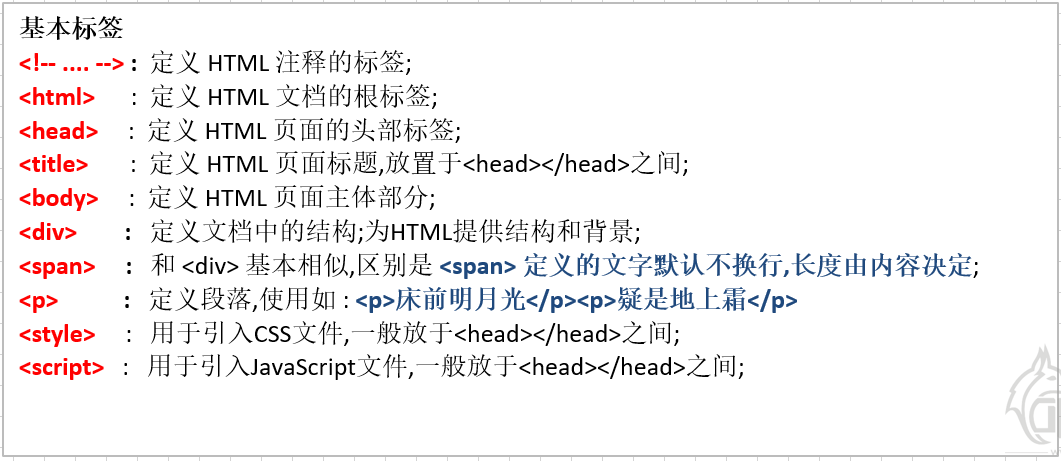 基本标签
<!-- .... --> : 定义 HTML 注释的标签;
<html> : 定义 HTML 文档的根标签;
<head> : 定义 HTML 页面的头部标签;
<title> : 定义 HTML 页面标题,放置于<head></head>之间;
<body> : 定义 HTML 页面主体部分;
<div> : 定义文档中的结构;为HTML提供结构和背景;
<span> : 和 <div> 基本相似,区别是 <span> 定义的文字默认不换行,长度由内容决定;
<p> : 定义段落,使用如 : <p>床前明月光</p><p>疑是地上霜</p>
<style> : 用于引入CSS文件,一般放于<head></head>之间;
<script> : 用于引入JavaScript文件,一般放于<head></head>之间;